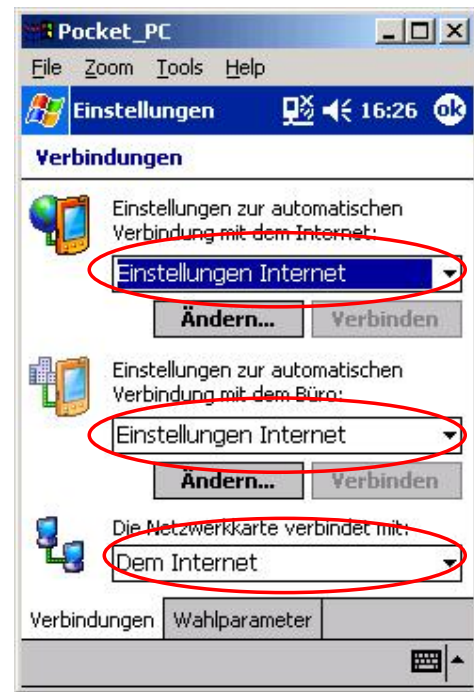 Pocket_PC
File Zoom Tools Help
Einstellungen 16:26 ok
Verbindungen
Einstellungen zur automatischen
Verbindung mit dem Internet:
Einstellungen Internet
Ändern... Verbinden
Einstellungen zur automatischen
Verbindung mit dem Büro:
Einstellungen Internet
Ändern... Verbinden
Die Netzwerkkarte verbindet mit:
Dem Internet
Verbindungen Wahlparameter